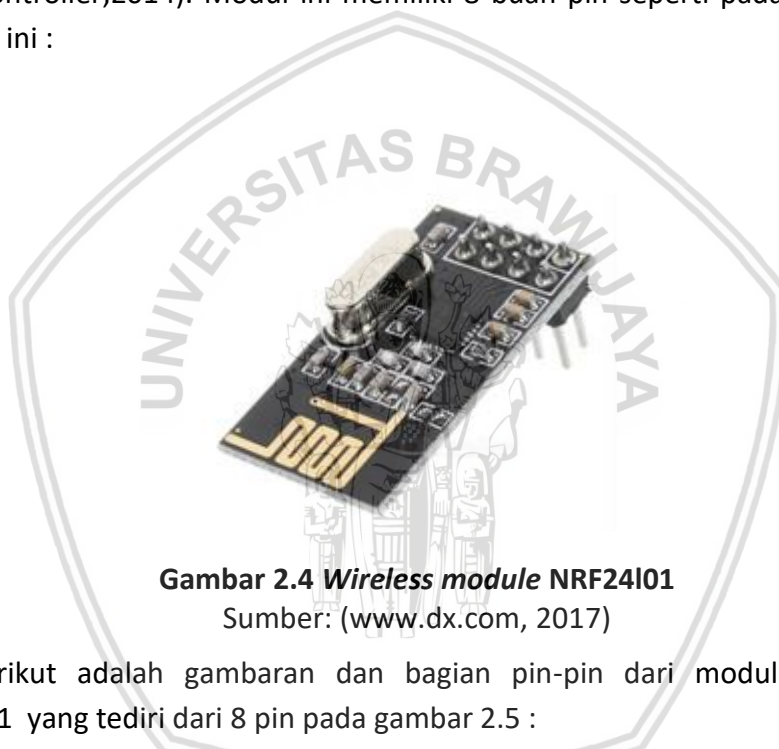 ontroller,2014). Modul ini memiliki 8 buah pin seperti pada
ini :
UNIVERSITAS BRAWIJAYA
Gambar 2.4 Wireless module NRF24l01
Sumber: (www.dx.com, 2017)
rikut adalah gambaran dan bagian pin-pin dari modul
1 yang tediri dari 8 pin pada gambar 2.5 :